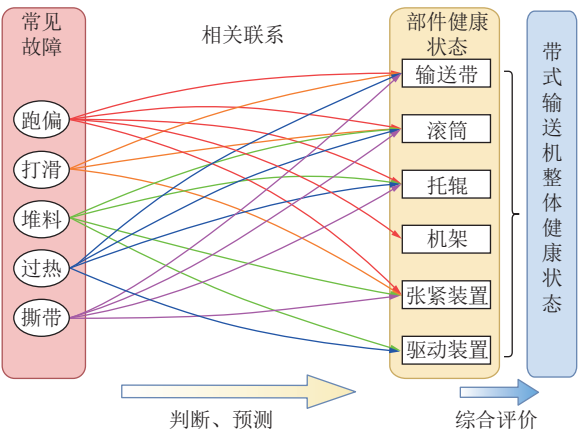 常见
故障
相关联系
部件健康
状态
跑偏
打滑
堆料
过热
撕带
输送带
滚筒
托辊
机架
张紧装置
驱动装置
带式输送机整体健康状态
判断、预测
综合评价